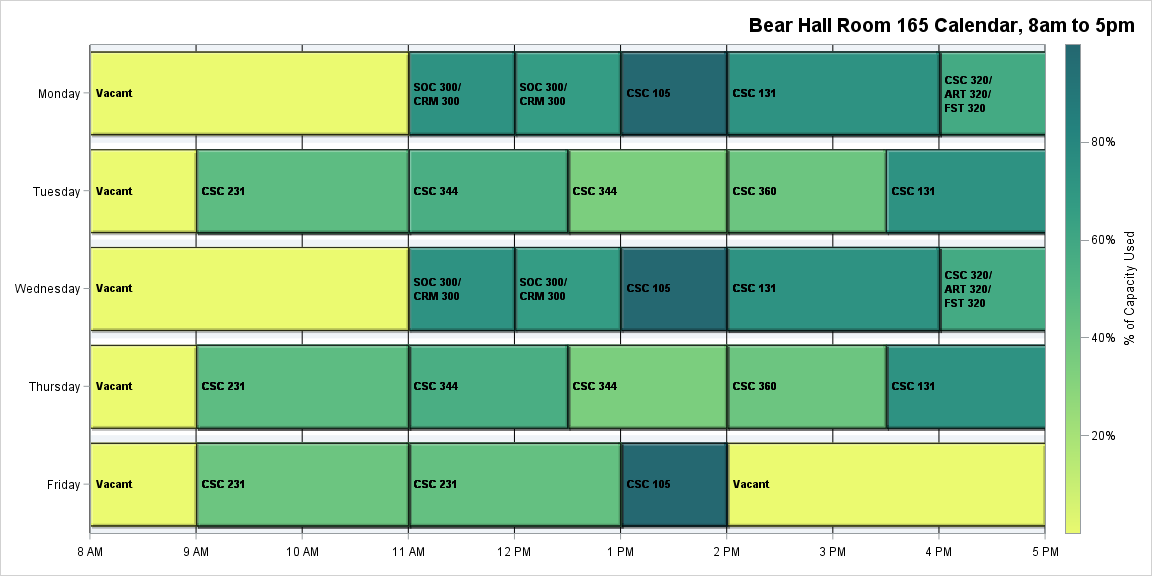 Bear Hall Room 165 Calendar, 8am to 5pm
Monday
Vacant
SOC 300/
CRM 300
SOC 300/
CRM 300
CSC 105
CSC 131
CSC 320/
ART 320/
FST 320
Tuesday
Vacant
CSC 231
CSC 344
CSC 344
CSC 360
CSC 131
Wednesday
Vacant
SOC 300/
CRM 300
SOC 300/
CRM 300
CSC 105
CSC 131
CSC 320/
ART 320/
FST 320
Thursday
Vacant
CSC 231
CSC 344
CSC 344
CSC 360
CSC 131
Friday
Vacant
CSC 231
CSC 231
CSC 105
Vacant
8 AM
9 AM
10 AM
11 AM
12 PM
1 PM
2 PM
3 PM
4 PM
5 PM
80%
60%
40%
20%
% of Capacity Used